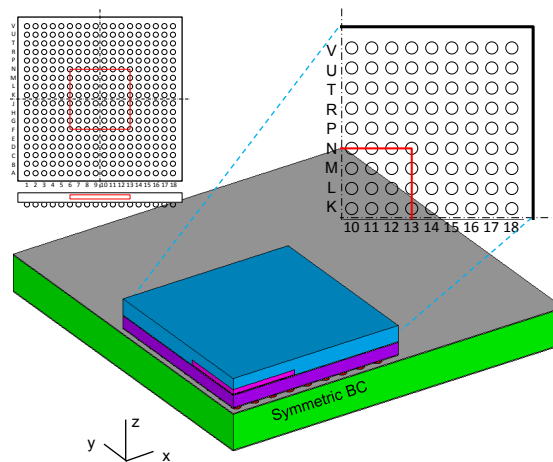 V
U
T
R
P
N
M
L
K
J
H
G
F
E
D
C
B
A
1 2 3 4 5 6 7 8 9 10 11 12 13 14 15 16 17 18
V
U
T
R
P
N
M
L
K
10 11 12 13 14 15 16 17 18
Symmetric BC
z
y
x